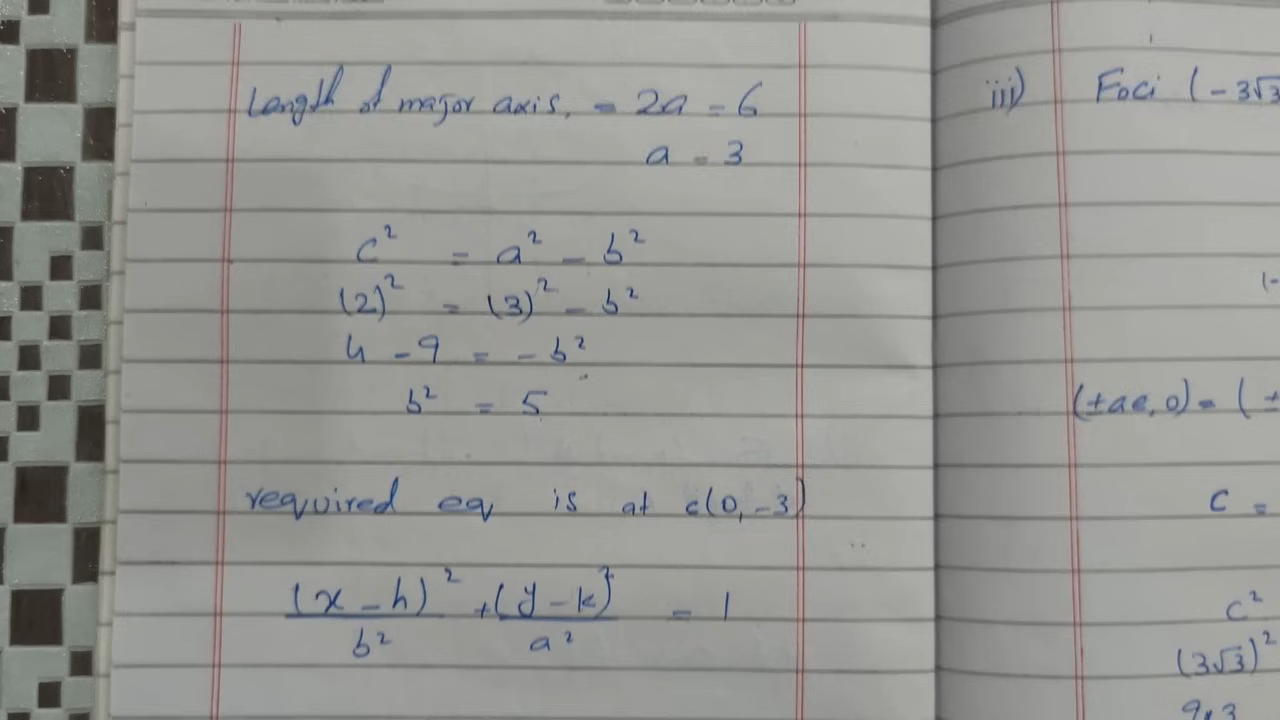 Length of major axis, = 2a = 6
a = 3
c² = a² - b²
(2)² = (3)² - b²
4 - 9 = - b²
b² = 5
required eq is at c(0, -3)
(x - h)²/b² + (y - k)²/a² = 1
iii) Foci (-3√3
(-
(±ae, 0) = (±
c =
c²
(3√3)²
9x3